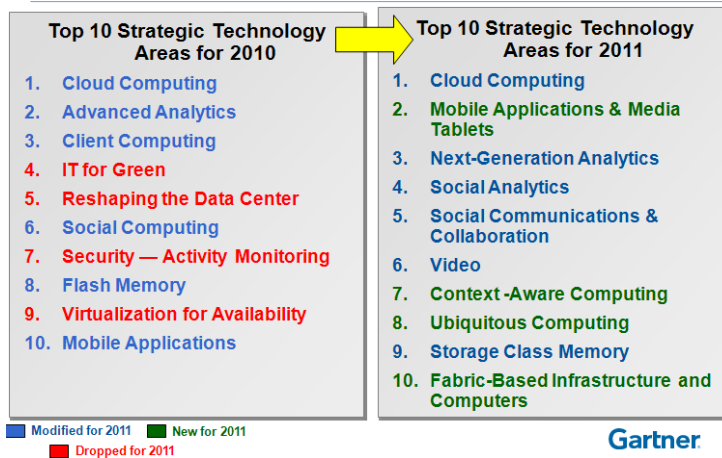 Top 10 Strategic Technology
Areas for 2010
1. Cloud Computing
2. Advanced Analytics
3. Client Computing
4. IT for Green
5. Reshaping the Data Center
6. Social Computing
7. Security — Activity Monitoring
8. Flash Memory
9. Virtualization for Availability
10. Mobile Applications
Top 10 Strategic Technology
Areas for 2011
1. Cloud Computing
2. Mobile Applications & Media
Tablets
3. Next-Generation Analytics
4. Social Analytics
5. Social Communications &
Collaboration
6. Video
7. Context -Aware Computing
8. Ubiquitous Computing
9. Storage Class Memory
10. Fabric-Based Infrastructure and
Computers
Modified for 2011 New for 2011
Dropped for 2011
Gartner